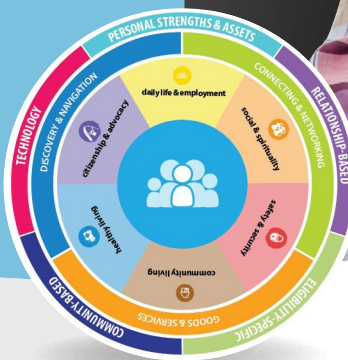 PERSONAL STRENGTHS & ASSETS
RELATIONSHIP-BASED
ELIGIBILITY-SPECIFIC
COMMUNITY-BASED
TECHNOLOGY
DISCOVERY & NAVIGATION
CONNECTING & NETWORKING
GOODS & SERVICES
daily life & employment
social & spirituality
safety & security
community living
healthy living
citizenship & advocacy